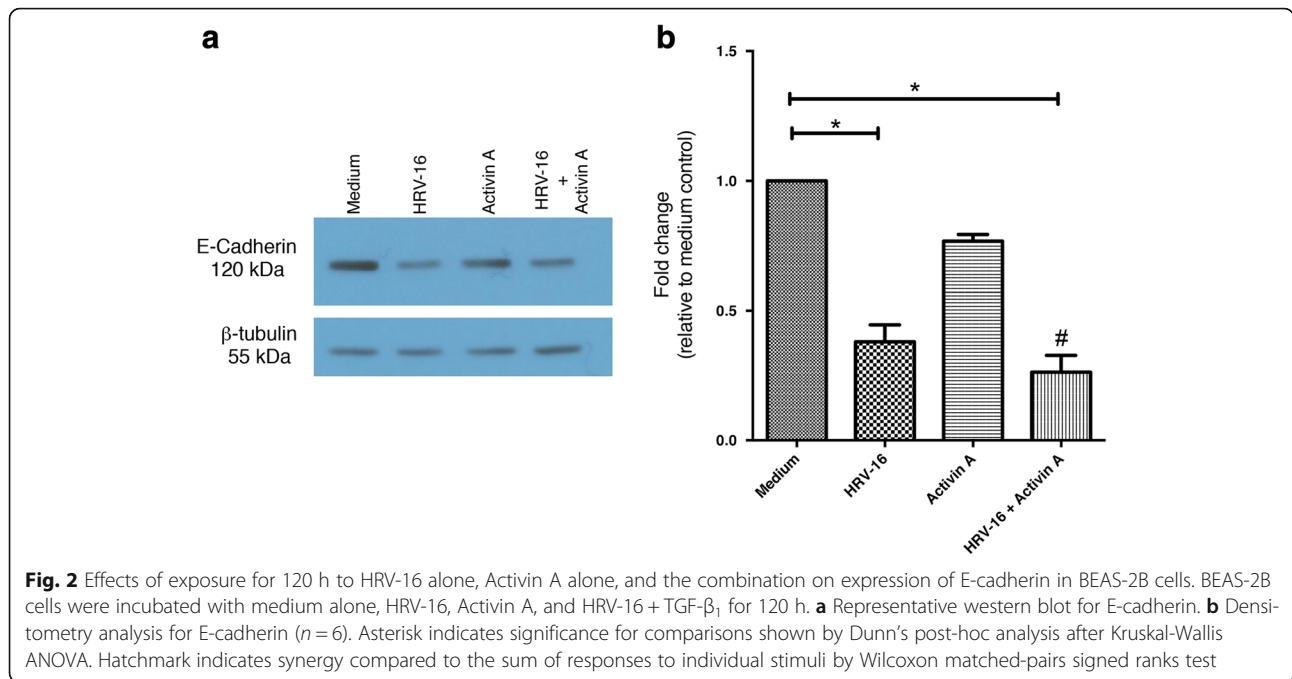 a
Medium
HRV-16
Activin A
HRV-16
+
Activin A
E-Cadherin
120 kDa
β-tubulin
55 kDa
b
Fold change
(relative to medium control)
1.5
1.0
0.5
0.0
*
*
#
Medium
HRV-16
Activin A
HRV-16 + Activin A
Fig. 2 Effects of exposure for 120 h to HRV-16 alone, Activin A alone, and the combination on expression of E-cadherin in BEAS-2B cells. BEAS-2B
cells were incubated with medium alone, HRV-16, Activin A, and HRV-16 + TGF-β₁ for 120 h. a Representative western blot for E-cadherin. b Densi-
tometry analysis for E-cadherin (n = 6). Asterisk indicates significance for comparisons shown by Dunn's post-hoc analysis after Kruskal-Wallis
ANOVA. Hatchmark indicates synergy compared to the sum of responses to individual stimuli by Wilcoxon matched-pairs signed ranks test